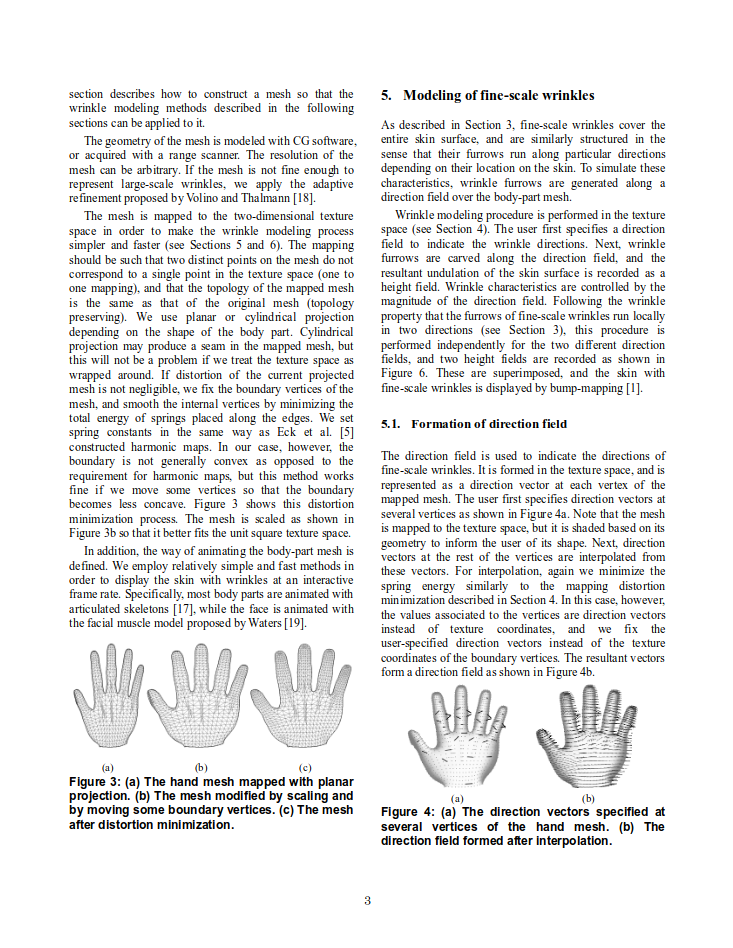 section describes how to construct a mesh so that the
wrinkle modeling methods described in the following
sections can be applied to it.
The geometry of the mesh is modeled with CG software,
or acquired with a range scanner. The resolution of the
mesh can be arbitrary. If the mesh is not fine enough to
represent large-scale wrinkles, we apply the adaptive
refinement proposed by Volino and Thalmann [18].
The mesh is mapped to the two-dimensional texture
space in order to make the wrinkle modeling process
simpler and faster (see Sections 5 and 6). The mapping
should be such that two distinct points on the mesh do not
correspond to a single point in the texture space (one to
one mapping), and that the topology of the mapped mesh
is the same as that of the original mesh (topology
preserving). We use planar or cylindrical projection
depending on the shape of the body part. Cylindrical
projection may produce a seam in the mapped mesh, but
this will not be a problem if we treat the texture space as
wrapped around. If distortion of the current projected
mesh is not negligible, we fix the boundary vertices of the
mesh, and smooth the internal vertices by minimizing the
total energy of springs placed along the edges. We set
spring constants in the same way as Eck et al. [5]
constructed harmonic maps. In our case, however, the
boundary is not generally convex as opposed to the
requirement for harmonic maps, but this method works
fine if we move some vertices so that the boundary
becomes less concave. Figure 3 shows this distortion
minimization process. The mesh is scaled as shown in
Figure 3b so that it better fits the unit square texture space.
In addition, the way of animating the body-part mesh is
defined. We employ relatively simple and fast methods in
order to display the skin with wrinkles at an interactive
frame rate. Specifically, most body parts are animated with
articulated skeletons [17], while the face is animated with
the facial muscle model proposed by Waters [19].
(a) (b) (c)
Figure 3: (a) The hand mesh mapped with planar
projection. (b) The mesh modified by scaling and
by moving some boundary vertices. (c) The mesh
after distortion minimization.
5. Modeling of fine-scale wrinkles
As described in Section 3, fine-scale wrinkles cover the
entire skin surface, and are similarly structured in the
sense that their furrows run along particular directions
depending on their location on the skin. To simulate these
characteristics, wrinkle furrows are generated along a
direction field over the body-part mesh.
Wrinkle modeling procedure is performed in the texture
space (see Section 4). The user first specifies a direction
field to indicate the wrinkle directions. Next, wrinkle
furrows are carved along the direction field, and the
resultant undulation of the skin surface is recorded as a
height field. Wrinkle characteristics are controlled by the
magnitude of the direction field. Following the wrinkle
property that the furrows of fine-scale wrinkles run locally
in two directions (see Section 3), this procedure is
performed independently for the two different direction
fields, and two height fields are recorded as shown in
Figure 6. These are superimposed, and the skin with
fine-scale wrinkles is displayed by bump-mapping [1].
5.1. Formation of direction field
The direction field is used to indicate the directions of
fine-scale wrinkles. It is formed in the texture space, and is
represented as a direction vector at each vertex of the
mapped mesh. The user first specifies direction vectors at
several vertices as shown in Figure 4a. Note that the mesh
is mapped to the texture space, but it is shaded based on its
geometry to inform the user of its shape. Next, direction
vectors at the rest of the vertices are interpolated from
these vectors. For interpolation, again we minimize the
spring energy similarly to the mapping distortion
minimization described in Section 4. In this case, however,
the values associated to the vertices are direction vectors
instead of texture coordinates, and we fix the
user-specified direction vectors instead of the texture
coordinates of the boundary vertices. The resultant vectors
form a direction field as shown in Figure 4b.
(a) (b)
Figure 4: (a) The direction vectors specified at
several vertices of the hand mesh. (b) The
direction field formed after interpolation.
3